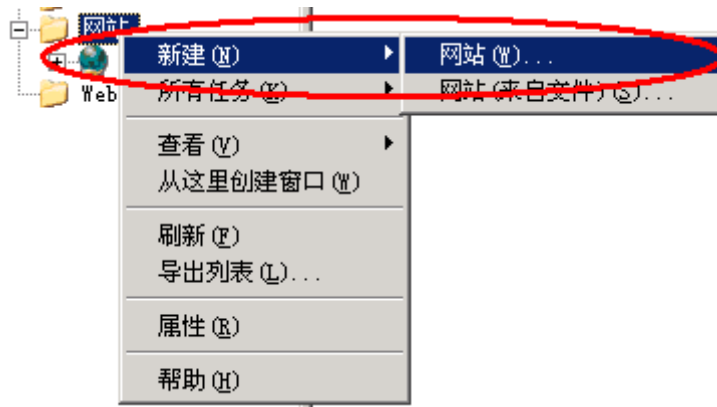 网站
新建(N)
网站(W)...
Web
所有任务(K)
网站(来自文件)(S)...
查看(V)
从这里创建窗口(W)
刷新(F)
导出列表(L)...
属性(R)
帮助(H)